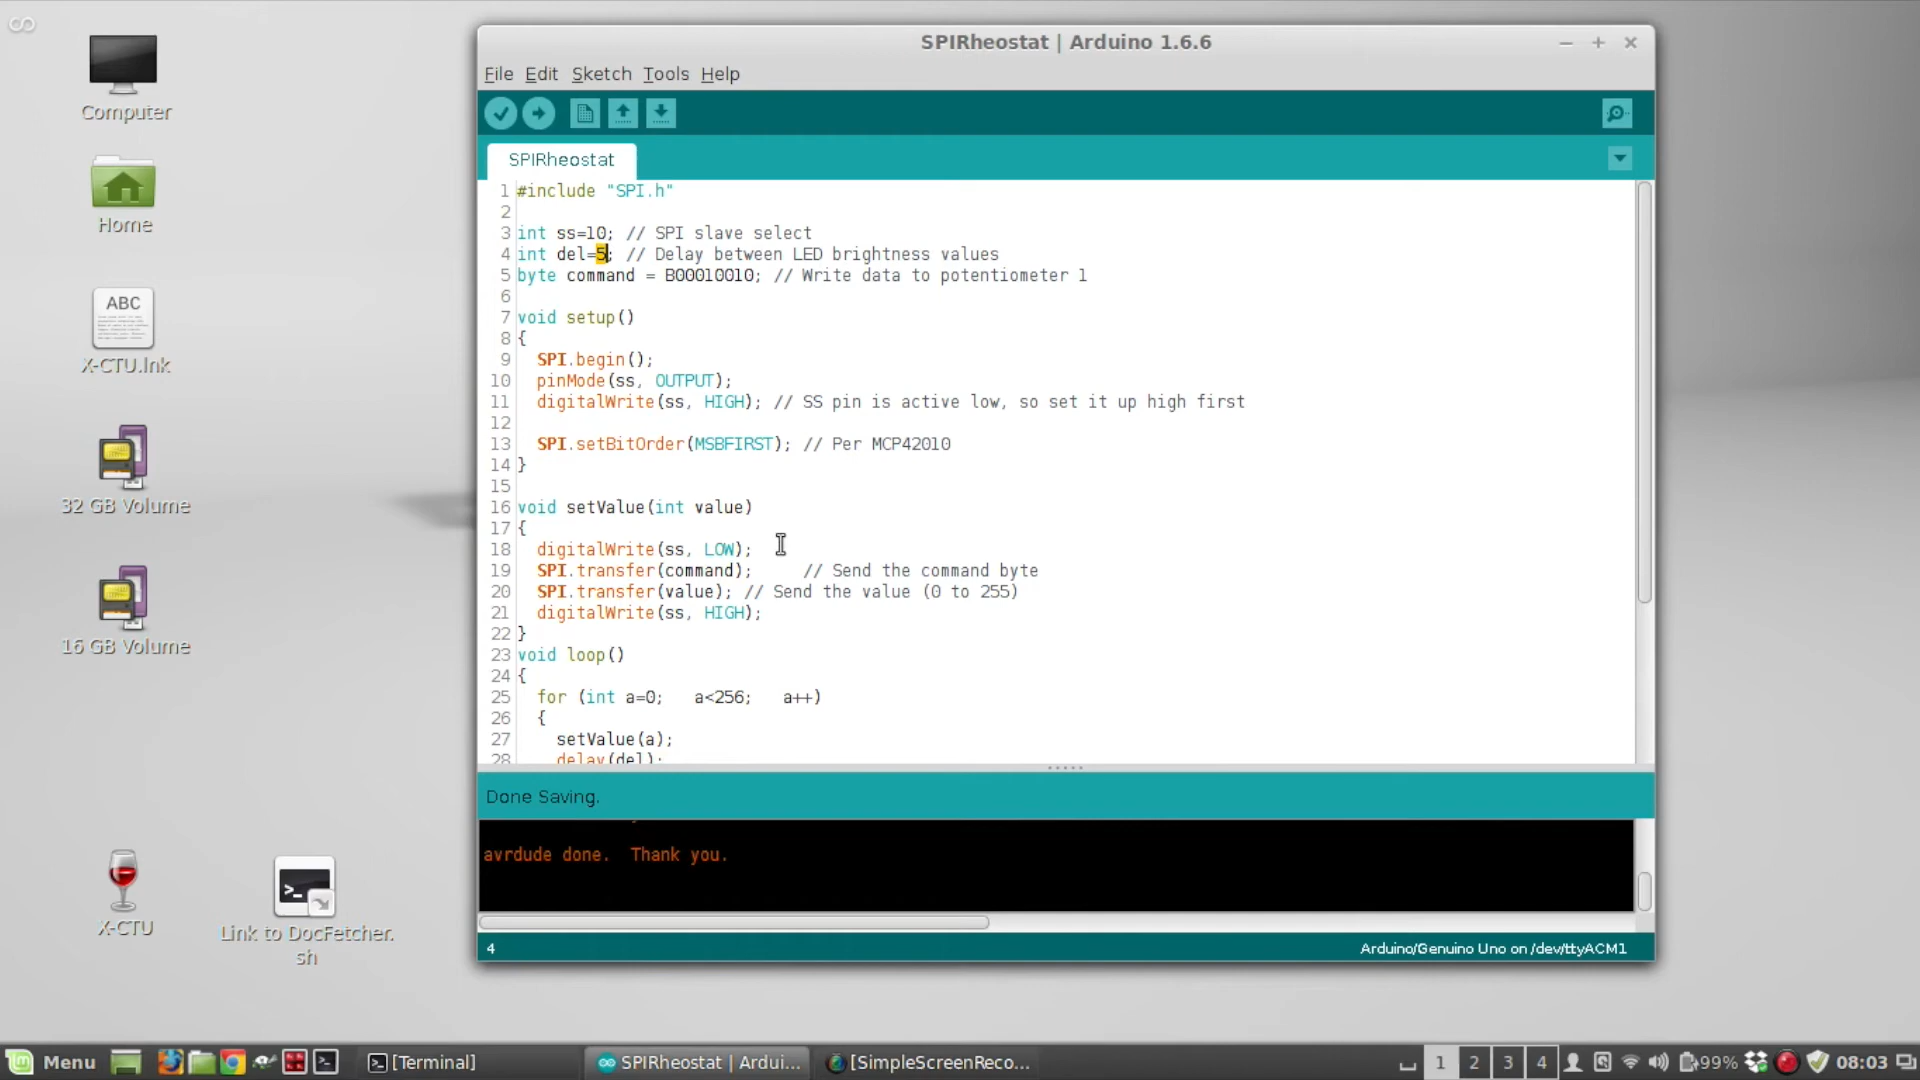 SPIRheostat | Arduino 1.6.6
File Edit Sketch Tools Help
SPIRheostat
1 #include "SPI.h"
2
3 int ss=10; // SPI slave select
4 int del=5; // Delay between LED brightness values
5 byte command = B00010010; // Write data to potentiometer 1
6
7 void setup()
8 {
9 SPI.begin();
10 pinMode(ss, OUTPUT);
11 digitalWrite(ss, HIGH); // SS pin is active low, so set it up high first
12
13 SPI.setBitOrder(MSBFIRST); // Per MCP42010
14 }
15
16 void setValue(int value)
17 {
18 digitalWrite(ss, LOW);
19 SPI.transfer(command); // Send the command byte
20 SPI.transfer(value); // Send the value (0 to 255)
21 digitalWrite(ss, HIGH);
22 }
23 void loop()
24 {
25 for (int a=0; a<256; a++)
26 {
27 setValue(a);
28 delay(del);
Done Saving.
avrdude done. Thank you.
4 Arduino/Genuino Uno on /dev/ttyACM1
Computer
Home
ABC
X-CTU.lnk
32 GB Volume
16 GB Volume
X-CTU
Link to DocFetcher.
sh
Menu [Terminal] SPIRheostat | Ardui... [SimpleScreenReco... 1 2 3 4 99% 08:03